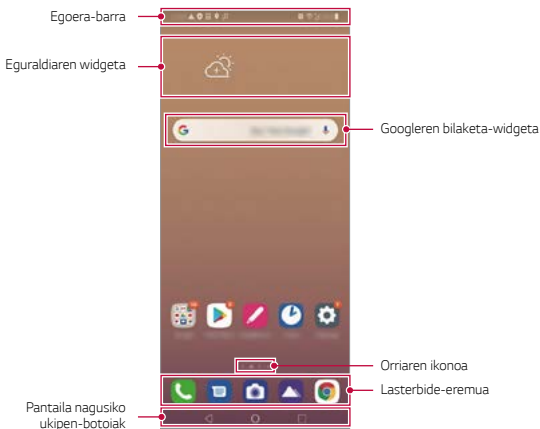 Egoera-barra
Eguraldiaren widgeta
Googleren bilaketa-widgeta
Orriaren ikonoa
Lasterbide-eremua
Pantaila nagusiko
ukipen-botoiak